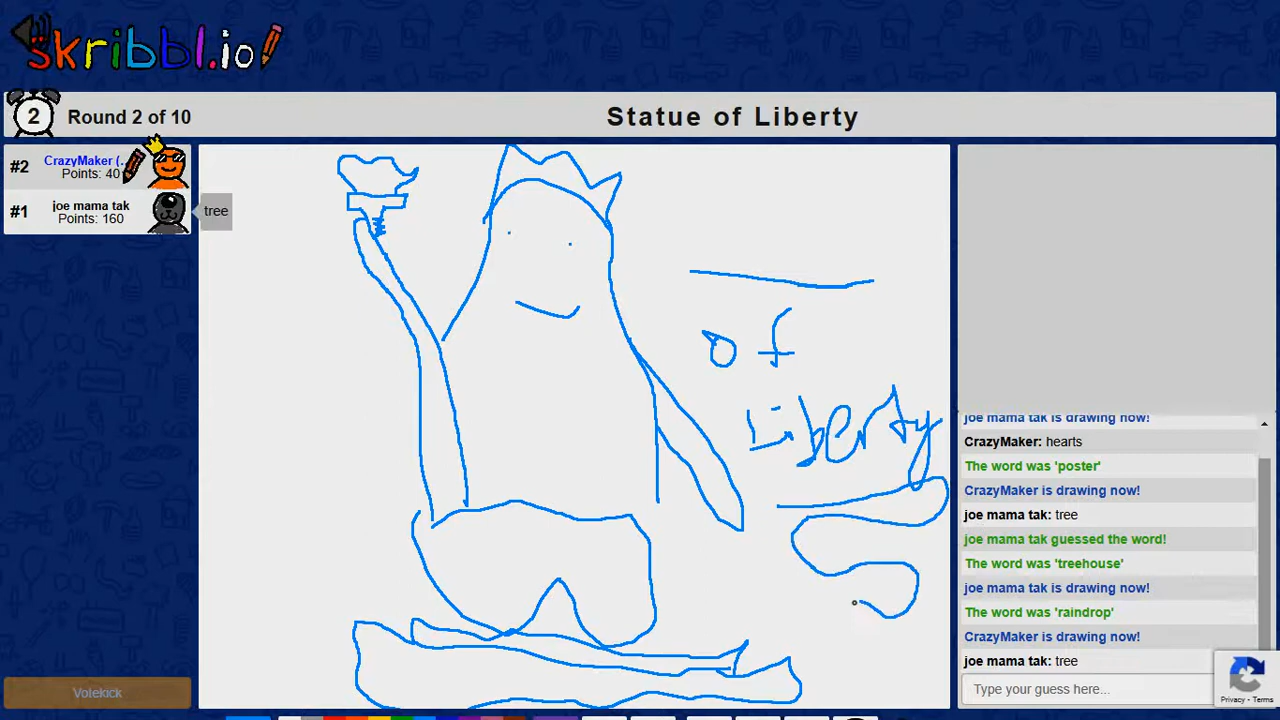 skribbl.io
2 Round 2 of 10 Statue of Liberty
#2 CrazyMaker (..
Points: 40
#1 joe mama tak
Points: 160
tree
of
Liberty
joe mama tak is drawing now!
CrazyMaker: hearts
The word was 'poster'
CrazyMaker is drawing now!
joe mama tak: tree
joe mama tak guessed the word!
The word was 'treehouse'
joe mama tak is drawing now!
The word was 'raindrop'
CrazyMaker is drawing now!
joe mama tak: tree
Type your guess here...
Votekick
Privacy - Terms